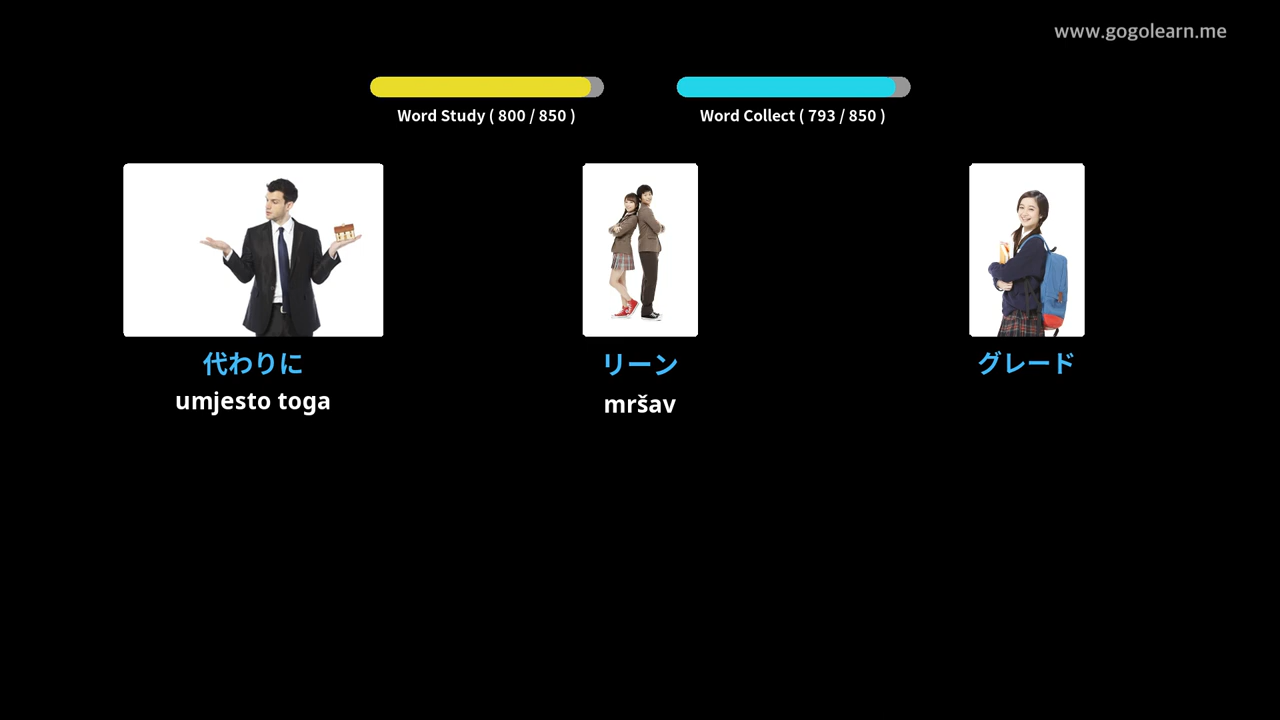 www.gogolearn.me
Word Study ( 800 / 850 )
Word Collect ( 793 / 850 )
代わりに
umjesto toga
リーン
mršav
グレード